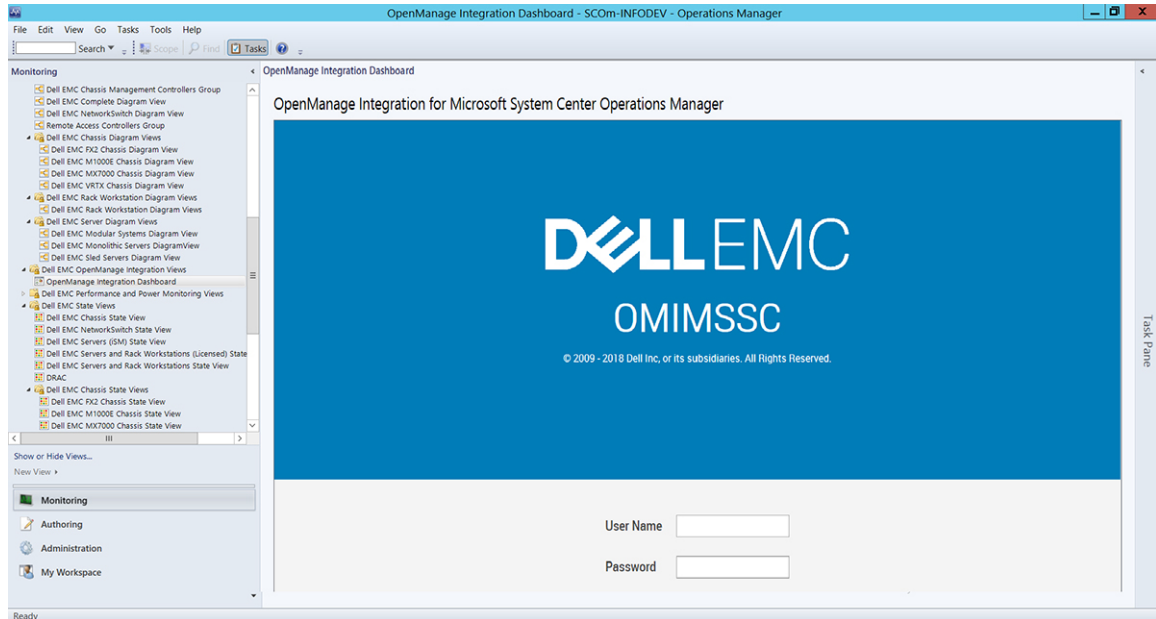 OpenManage Integration Dashboard - SCOm-INFODEV - Operations Manager
File Edit View Go Tasks Tools Help
Search Scope Find Tasks
Monitoring
OpenManage Integration Dashboard
Dell EMC Chassis Management Controllers Group
Dell EMC Complete Diagram View
Dell EMC NetworkSwitch Diagram View
Remote Access Controllers Group
Dell EMC Chassis Diagram Views
Dell EMC FX2 Chassis Diagram View
Dell EMC M1000E Chassis Diagram View
Dell EMC MX7000 Chassis Diagram View
Dell EMC VRTX Chassis Diagram View
Dell EMC Rack Workstation Diagram Views
Dell EMC Rack Workstation Diagram Views
Dell EMC Server Diagram Views
Dell EMC Modular Systems Diagram View
Dell EMC Monolithic Servers DiagramView
Dell EMC Sled Servers Diagram View
Dell EMC OpenManage Integration Views
OpenManage Integration Dashboard
Dell EMC Performance and Power Monitoring Views
Dell EMC State Views
Dell EMC Chassis State View
Dell EMC NetworkSwitch State View
Dell EMC Servers (iSM) State View
Dell EMC Servers and Rack Workstations (Licensed) State
Dell EMC Servers and Rack Workstations State View
DRAC
Dell EMC Chassis State Views
Dell EMC FX2 Chassis State View
Dell EMC M1000E Chassis State View
Dell EMC MX7000 Chassis State View
Show or Hide Views...
New View
Monitoring
Authoring
Administration
My Workspace
Ready
OpenManage Integration for Microsoft System Center Operations Manager
DELL EMC
OMIMSSC
© 2009 - 2018 Dell Inc, or its subsidiaries. All Rights Reserved.
User Name
Password
Task Pane